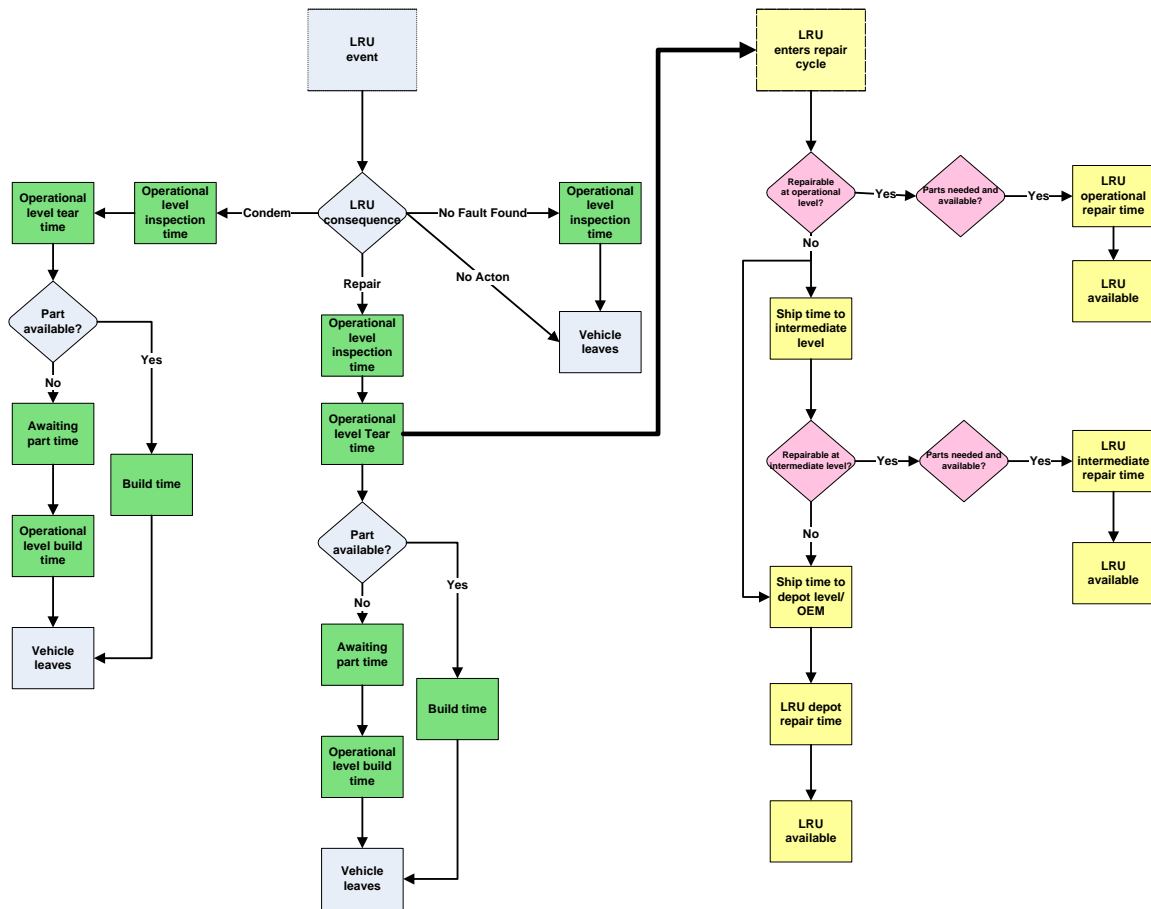 LRU
event
LRU
enters repair
cycle
Operational
level tear
time
Operational
level
inspection
time
Condem
LRU
consequence
No Fault Found
Operational
level
inspection
time
Repairable
at operational
level?
Yes
Parts needed and
available?
Yes
LRU
operational
repair time
No
Repair
No Acton
LRU
available
Part
available?
Yes
No
Operational
level
inspection
time
Vehicle
leaves
Ship time to
intermediate
level
Awaiting
part time
Operational
level Tear
time
Repairable at
intermediate level?
Yes
Parts needed and
available?
Yes
LRU
intermediate
repair time
Build time
No
Operational
level build
time
Part
available?
Yes
No
LRU
available
Ship time to
depot level/
OEM
Vehicle
leaves
Awaiting
part time
Build time
LRU depot
repair time
Operational
level build
time
LRU
available
Vehicle
leaves